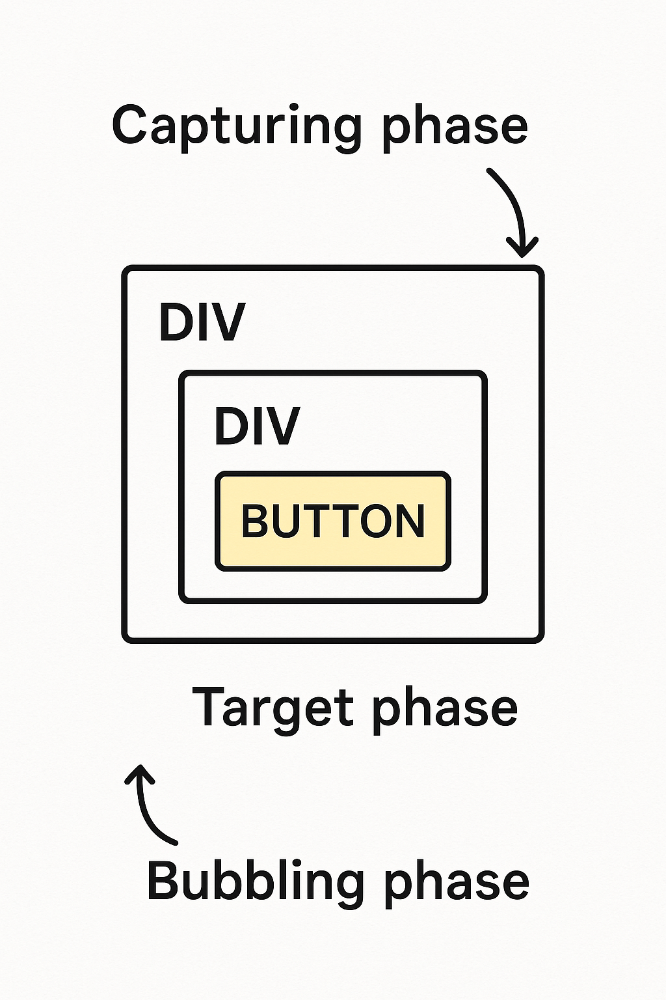 Capturing phase
DIV
DIV
BUTTON
Target phase
Bubbling phase